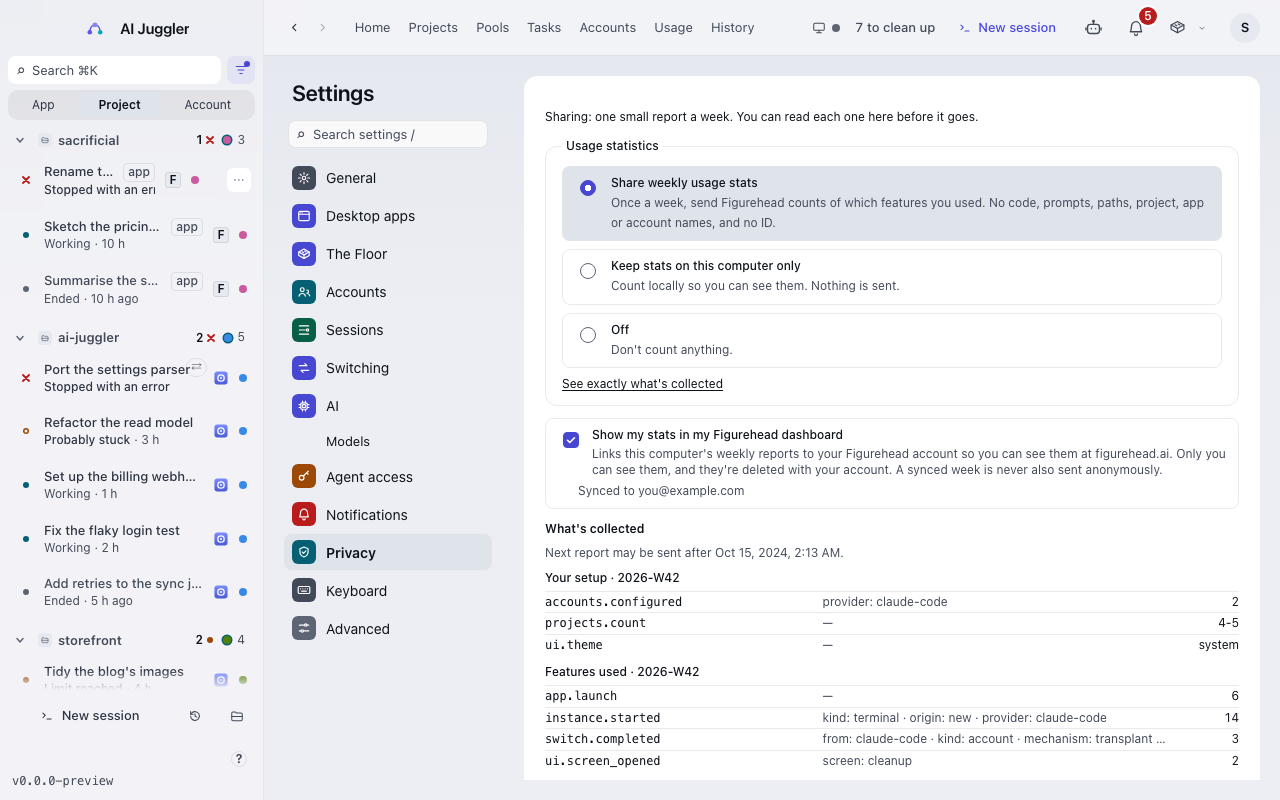 AI Juggler
Search ⌘K
App Project Account
sacrificial 1 3
Rename t... app F
Stopped with an err
Sketch the pricin... app F
Working · 10 h
Summarise the s... app F
Ended · 10 h ago
ai-juggler 2 5
Port the settings parser
Stopped with an error
Refactor the read model
Probably stuck · 3 h
Set up the billing webh...
Working · 1 h
Fix the flaky login test
Working · 2 h
Add retries to the sync j...
Ended · 5 h ago
storefront 2 4
Tidy the blog's images
New session
?
v0.0.0-preview
Home Projects Pools Tasks Accounts Usage History 7 to clean up New session 5 S
Settings
Search settings /
General
Desktop apps
The Floor
Accounts
Sessions
Switching
AI
Models
Agent access
Notifications
Privacy
Keyboard
Advanced
Sharing: one small report a week. You can read each one here before it goes.
Usage statistics
Share weekly usage stats
Once a week, send Figurehead counts of which features you used. No code, prompts, paths, project, app
or account names, and no ID.
Keep stats on this computer only
Count locally so you can see them. Nothing is sent.
Off
Don't count anything.
See exactly what's collected
Show my stats in my Figurehead dashboard
Links this computer's weekly reports to your Figurehead account so you can see them at figurehead.ai. Only you
can see them, and they're deleted with your account. A synced week is never also sent anonymously.
Synced to you@example.com
What's collected
Next report may be sent after Oct 15, 2024, 2:13 AM.
Your setup · 2026-W42
accounts.configured provider: claude-code 2
projects.count — 4-5
ui.theme — system
Features used · 2026-W42
app.launch — 6
instance.started kind: terminal · origin: new · provider: claude-code 14
switch.completed from: claude-code · kind: account · mechanism: transplant ... 3
ui.screen_opened screen: cleanup 2